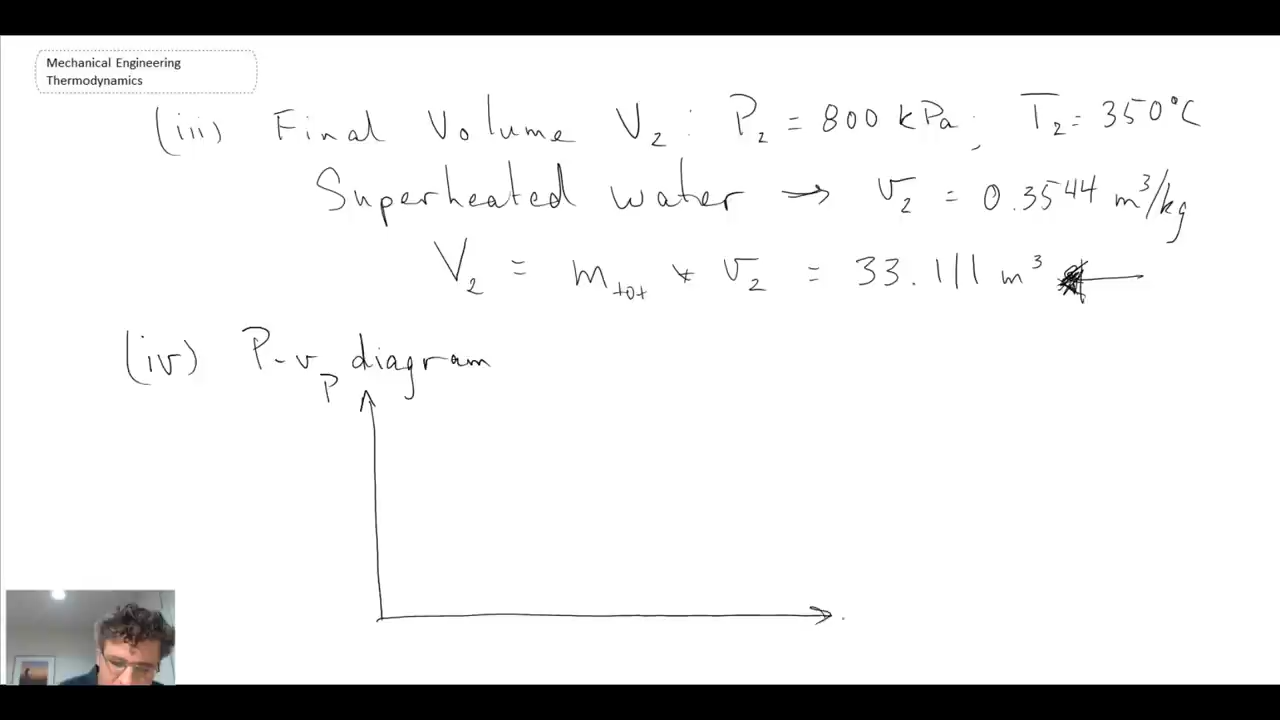 Mechanical Engineering
Thermodynamics
(iii) Final Volume V₂ : P₂ = 800 kPa; T₂ = 350°C
Superheated water → v₂ = 0.3544 m³/kg
V₂ = m_tot * v₂ = 33.111 m³ ←
(iv) P-v diagram
P